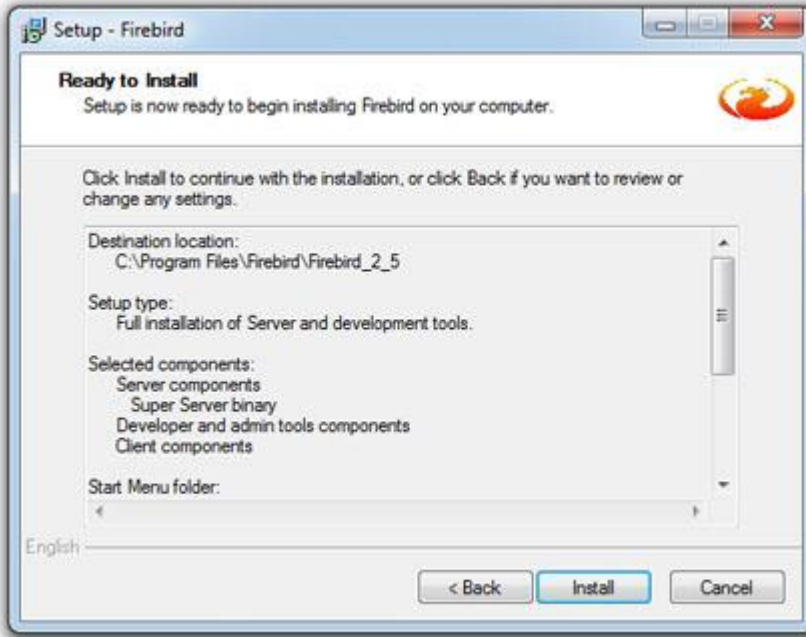 Setup - Firebird
Ready to Install
Setup is now ready to begin installing Firebird on your computer.
Click Install to continue with the installation, or click Back if you want to review or
change any settings.
Destination location:
C:\Program Files\Firebird\Firebird_2_5
Setup type:
Full installation of Server and development tools.
Selected components:
Server components
Super Server binary
Developer and admin tools components
Client components
Start Menu folder:
English
< Back Install Cancel